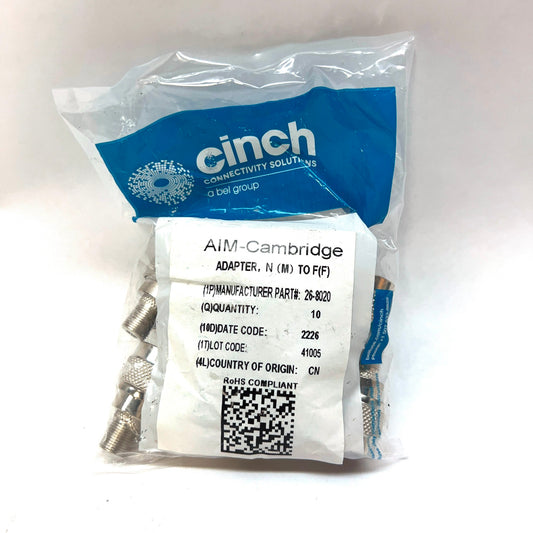 cinch
CONNECTIVITY SOLUTIONS
a bel group
AIM-Cambridge
ADAPTER, N (M) TO F(F)
(1P)MANUFACTURER PART#: 26-8020
(Q)QUANTITY: 10
(10D)DATE CODE: 2226
(1T)LOT CODE: 41005
(4L)COUNTRY OF ORIGIN: CN
RoHS COMPLIANT